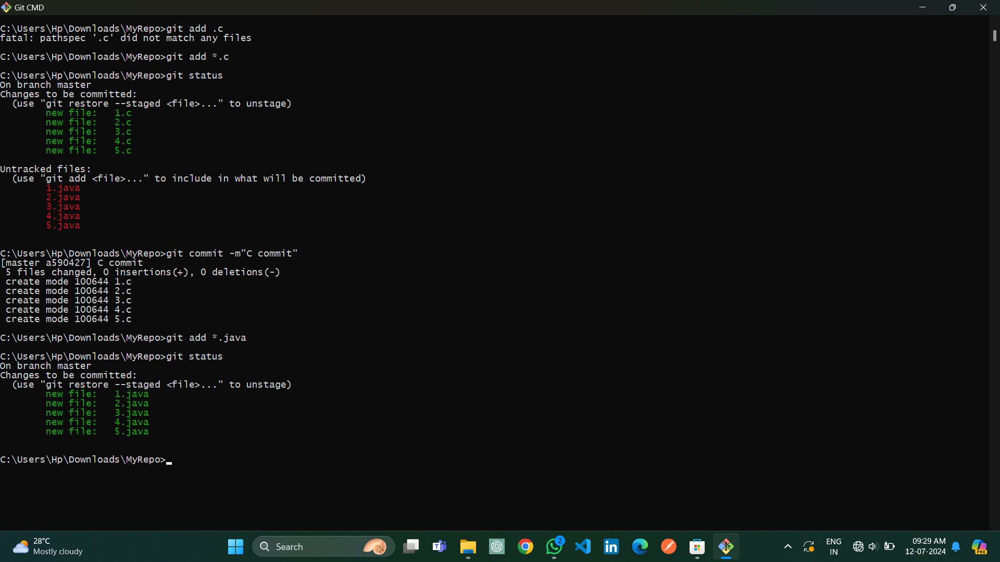 Git CMD
C:\Users\Hp\Downloads\MyRepo>git add .c
fatal: pathspec '.c' did not match any files
C:\Users\Hp\Downloads\MyRepo>git add *.c
C:\Users\Hp\Downloads\MyRepo>git status
On branch master
Changes to be committed:
  (use "git restore --staged <file>..." to unstage)
        new file:   1.c
        new file:   2.c
        new file:   3.c
        new file:   4.c
        new file:   5.c
Untracked files:
  (use "git add <file>..." to include in what will be committed)
        1.java
        2.java
        3.java
        4.java
        5.java
C:\Users\Hp\Downloads\MyRepo>git commit -m"C commit"
[master a590427] C commit
 5 files changed, 0 insertions(+), 0 deletions(-)
 create mode 100644 1.c
 create mode 100644 2.c
 create mode 100644 3.c
 create mode 100644 4.c
 create mode 100644 5.c
C:\Users\Hp\Downloads\MyRepo>git add *.java
C:\Users\Hp\Downloads\MyRepo>git status
On branch master
Changes to be committed:
  (use "git restore --staged <file>..." to unstage)
        new file:   1.java
        new file:   2.java
        new file:   3.java
        new file:   4.java
        new file:   5.java
C:\Users\Hp\Downloads\MyRepo>
28°C
Mostly cloudy
Search
2
ENG
IN
09:29 AM
12-07-2024
PRE